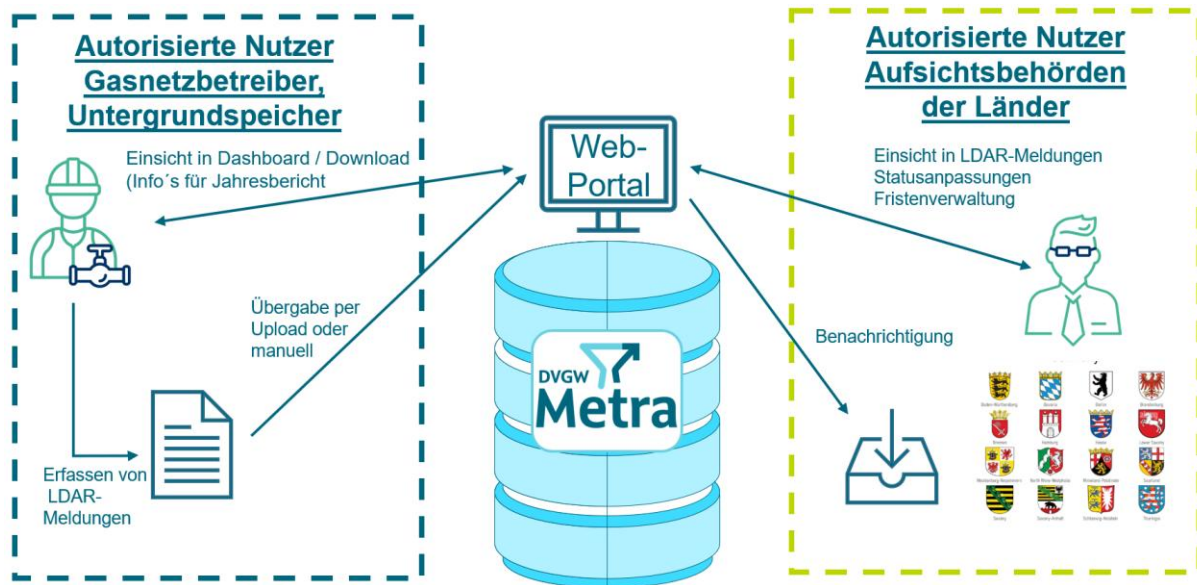 Autorisierte Nutzer
Gasnetzbetreiber,
Untergrundspeicher
Einsicht in Dashboard / Download
(Info´s für Jahresbericht
Übergabe per
Upload oder
manuell
Erfassen von
LDAR-
Meldungen
Web-
Portal
DVGW
Metra
Autorisierte Nutzer
Aufsichtsbehörden
der Länder
Einsicht in LDAR-Meldungen
Statusanpassungen
Fristenverwaltung
Benachrichtigung